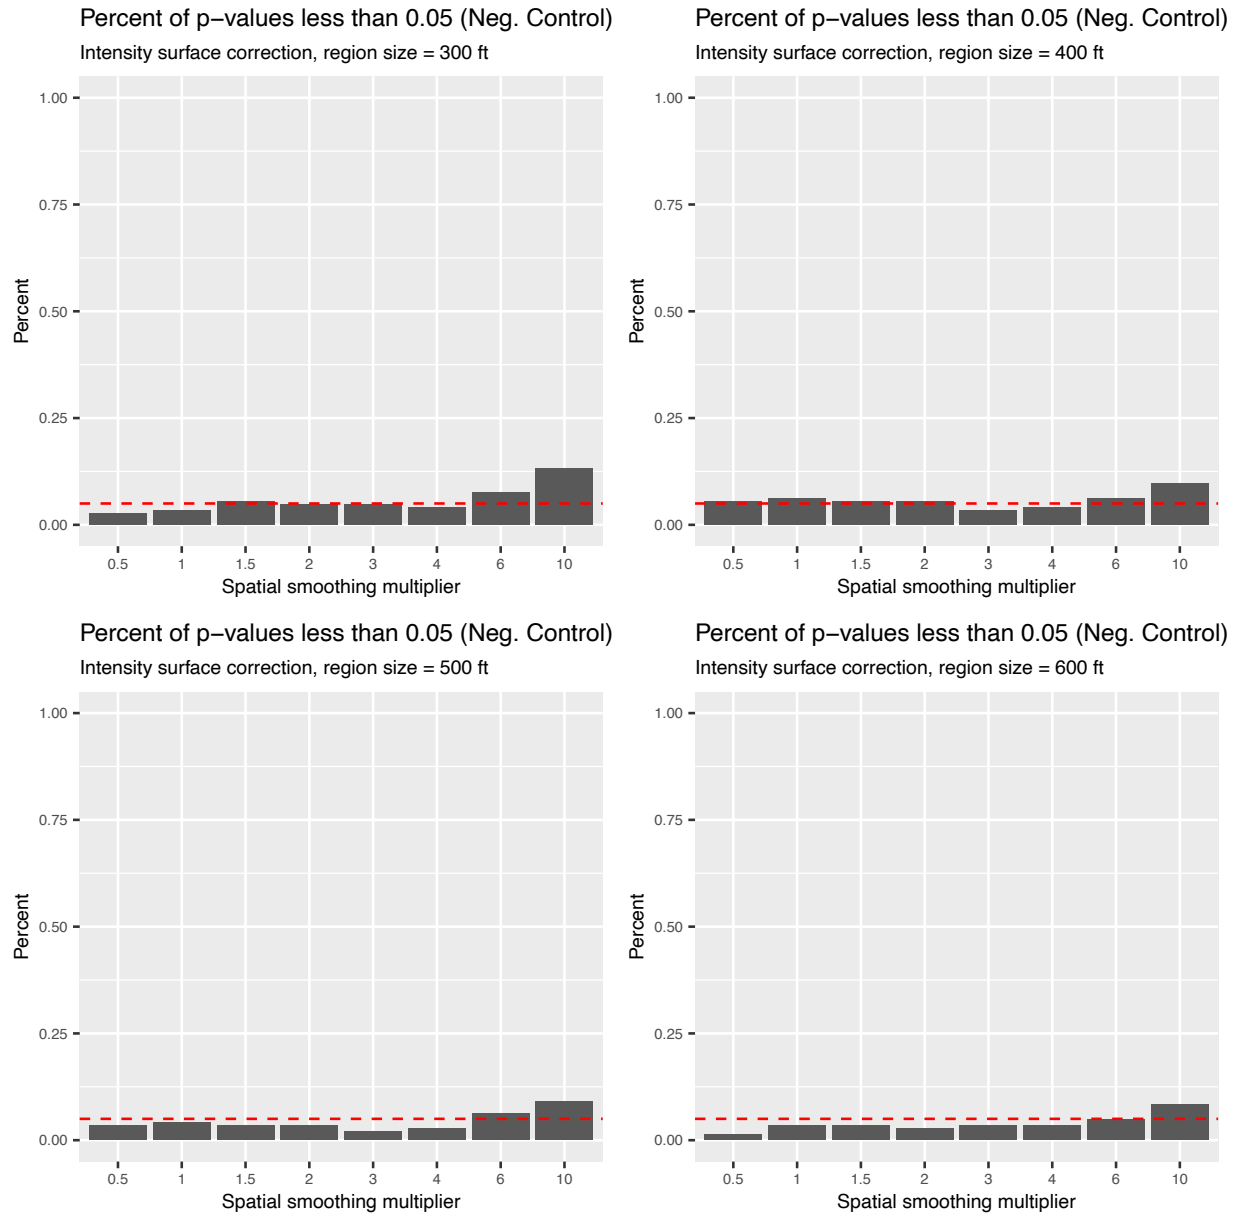 Percent of p−values less than 0.05 (Neg. Control)
Intensity surface correction, region size = 300 ft
1.00
0.75
0.50
0.25
0.00
Percent
0.5 1 1.5 2 3 4 6 10
Spatial smoothing multiplier
Percent of p−values less than 0.05 (Neg. Control)
Intensity surface correction, region size = 400 ft
1.00
0.75
0.50
0.25
0.00
Percent
0.5 1 1.5 2 3 4 6 10
Spatial smoothing multiplier
Percent of p−values less than 0.05 (Neg. Control)
Intensity surface correction, region size = 500 ft
1.00
0.75
0.50
0.25
0.00
Percent
0.5 1 1.5 2 3 4 6 10
Spatial smoothing multiplier
Percent of p−values less than 0.05 (Neg. Control)
Intensity surface correction, region size = 600 ft
1.00
0.75
0.50
0.25
0.00
Percent
0.5 1 1.5 2 3 4 6 10
Spatial smoothing multiplier